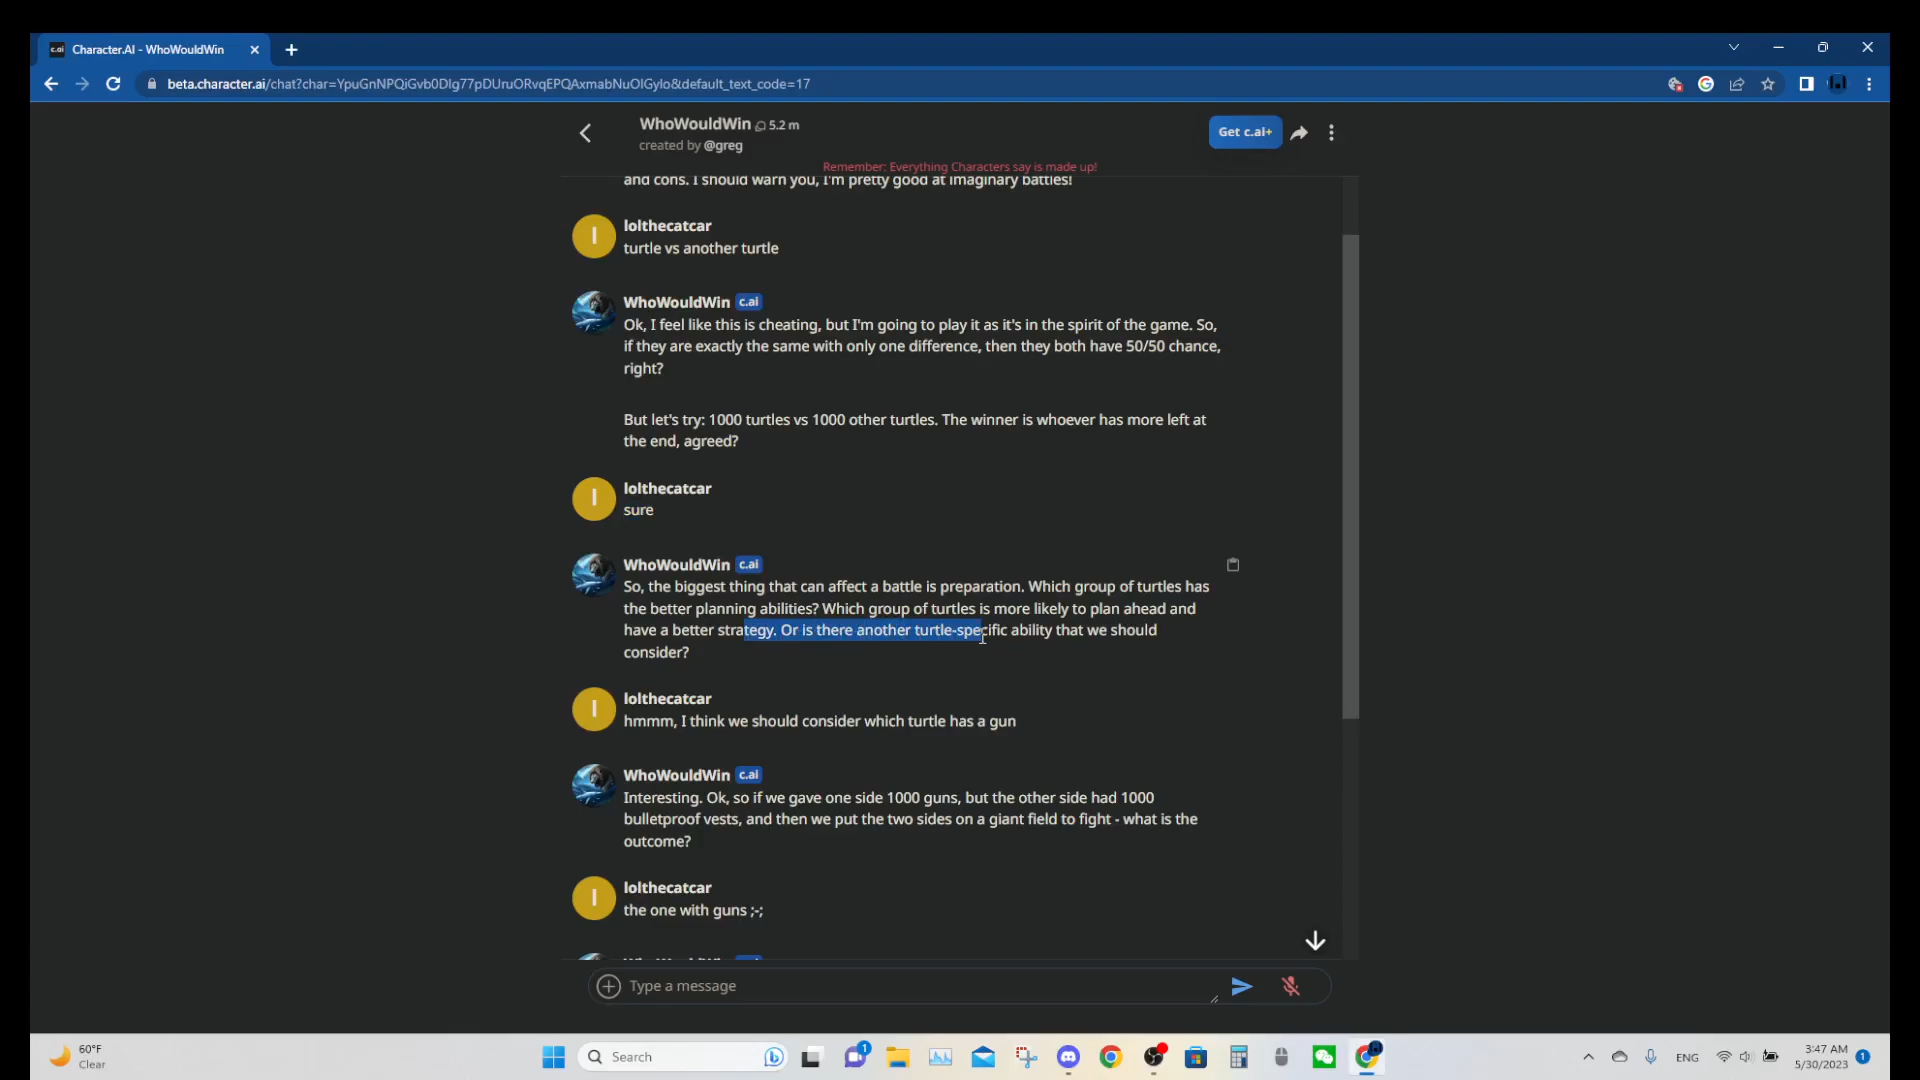 c.ai Character.AI - WhoWouldWin
beta.character.ai/chat?char=YpuGnNPQiGvb0Dlg77pDUruORvqEPQAxmabNuOlGylo&default_text_code=17
WhoWouldWin 5.2 m
created by @greg
Get c.ai+
Remember: Everything Characters say is made up!
and cons. I should warn you, I'm pretty good at imaginary battles!
I
lolthecatcar
turtle vs another turtle
WhoWouldWin c.ai
Ok, I feel like this is cheating, but I'm going to play it as it's in the spirit of the game. So,
if they are exactly the same with only one difference, then they both have 50/50 chance,
right?
But let's try: 1000 turtles vs 1000 other turtles. The winner is whoever has more left at
the end, agreed?
I
lolthecatcar
sure
WhoWouldWin c.ai
So, the biggest thing that can affect a battle is preparation. Which group of turtles has
the better planning abilities? Which group of turtles is more likely to plan ahead and
have a better strategy. Or is there another turtle-specific ability that we should
consider?
I
lolthecatcar
hmmm, I think we should consider which turtle has a gun
WhoWouldWin c.ai
Interesting. Ok, so if we gave one side 1000 guns, but the other side had 1000
bulletproof vests, and then we put the two sides on a giant field to fight - what is the
outcome?
I
lolthecatcar
the one with guns ;-;
Type a message
60°F
Clear
Search
1
ENG
3:47 AM
5/30/2023
1